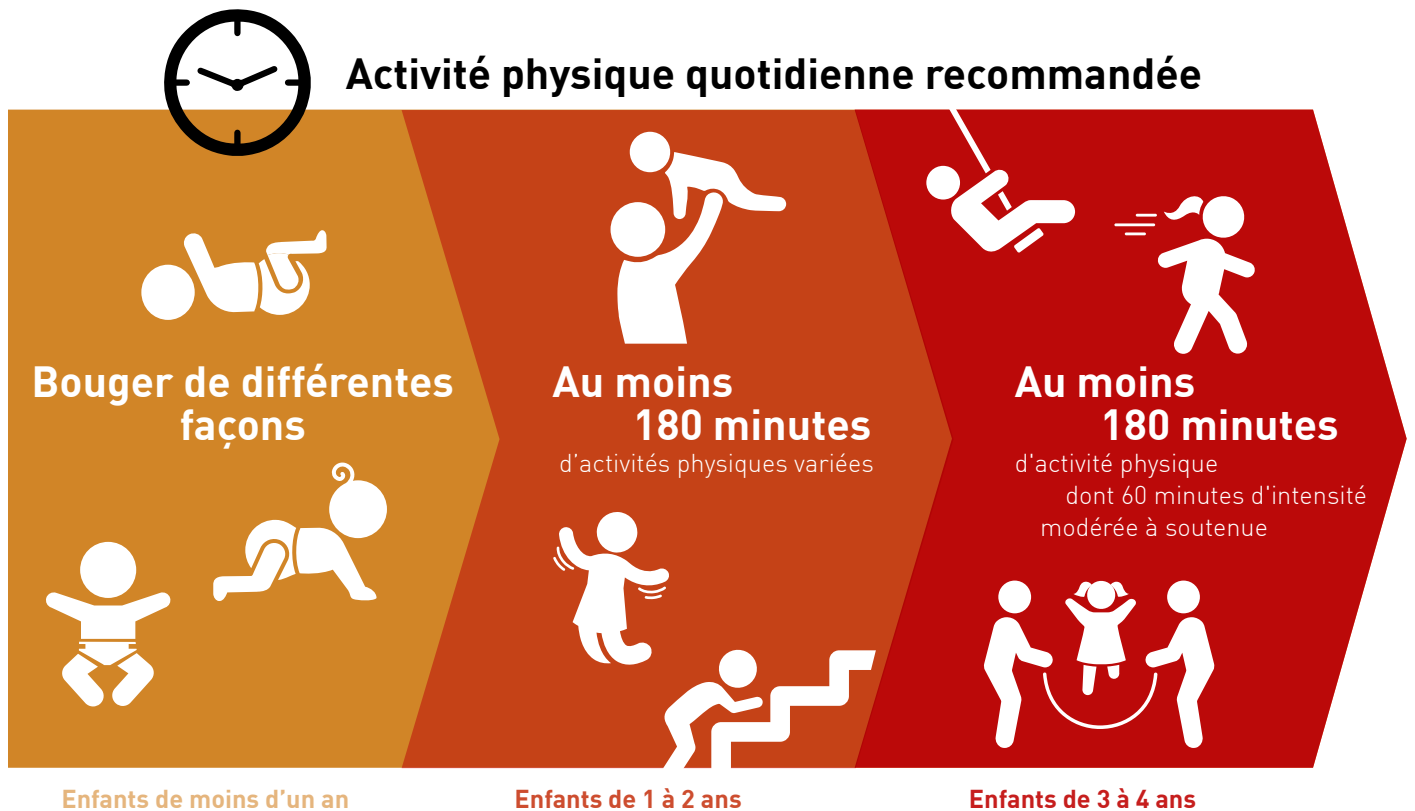 Activité physique quotidienne recommandée
Bouger de différentes
façons
Enfants de moins d’un an
Au moins
180 minutes
d’activités physiques variées
Enfants de 1 à 2 ans
Au moins
180 minutes
d'activité physique
dont 60 minutes d'intensité
modérée à soutenue
Enfants de 3 à 4 ans